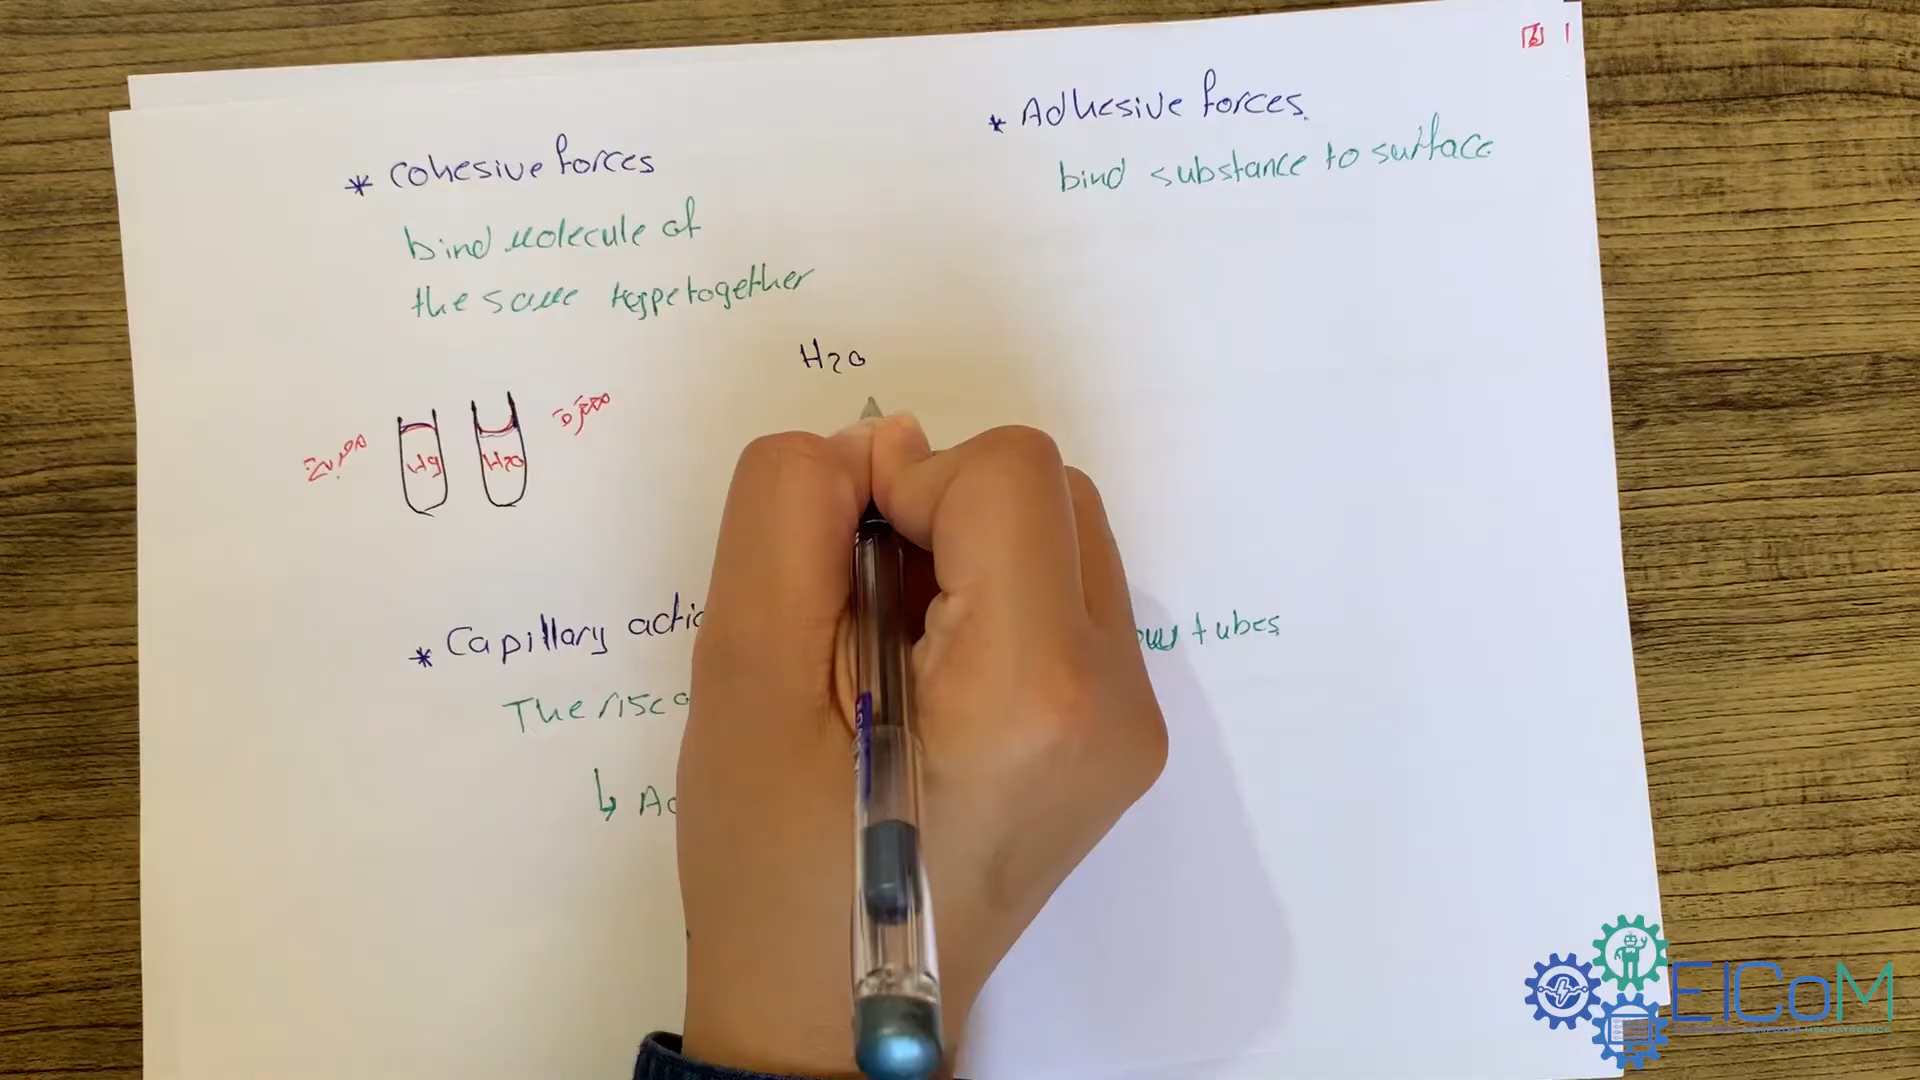 * Cohesive forces
bind molecule of
the same type together
* Adhesive forces.
bind substance to surface
H2O
Hg
H2O
* Capillary actio
The rise o
tubes
↳ Ad
EICoM